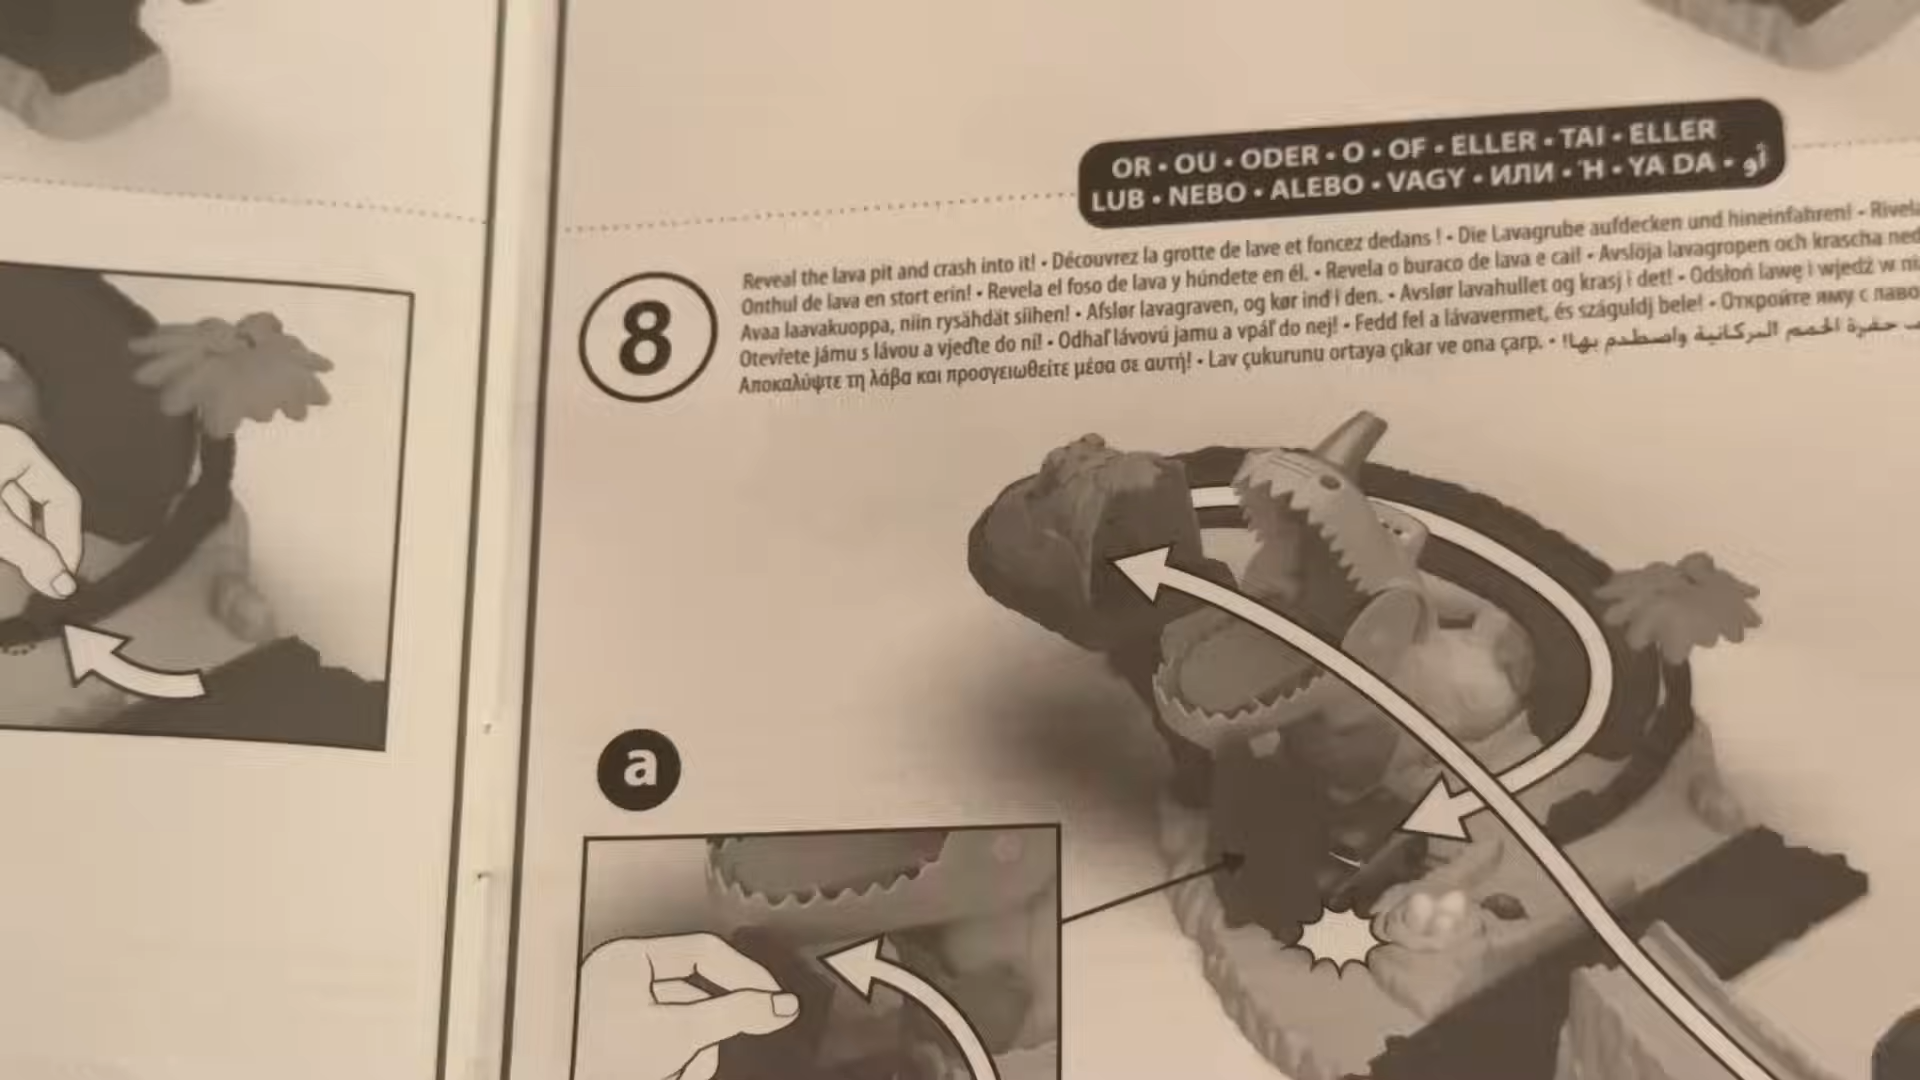 OR • OU • ODER • O • OF • ELLER • TAI • ELLER
LUB • NEBO • ALEBO • VAGY • ИЛИ • Ή • YA DA • أو
8
Reveal the lava pit and crash into it! • Découvrez la grotte de lave et foncez dedans ! • Die Lavagrube aufdecken und hineinfahren! •
Onthul de lava en stort erin! • Revela el foso de lava y húndete en él. • Revela o buraco de lava e cai! • Avslöja lavagropen och krascha
Avaa laavakuoppa, niin rysähdät siihen! • Afslør lavagraven, og kør ind i den. • Avslør lavahullet og krasj i det! • Odsłoń lawę i wjedź w
Otevřete jámu s lávou a vjeďte do ní! • Odhaľ lávovú jamu a vpáľ do nej! • Fedd fel a lávavermet, és száguldj bele! • Откройте яму с
Αποκαλύψτε τη λάβα και προσγειωθείτε μέσα σε αυτή! • Lav çukurunu ortaya çıkar ve ona çarp. • حفرة الحمم البركانية واصطدم بها!
a